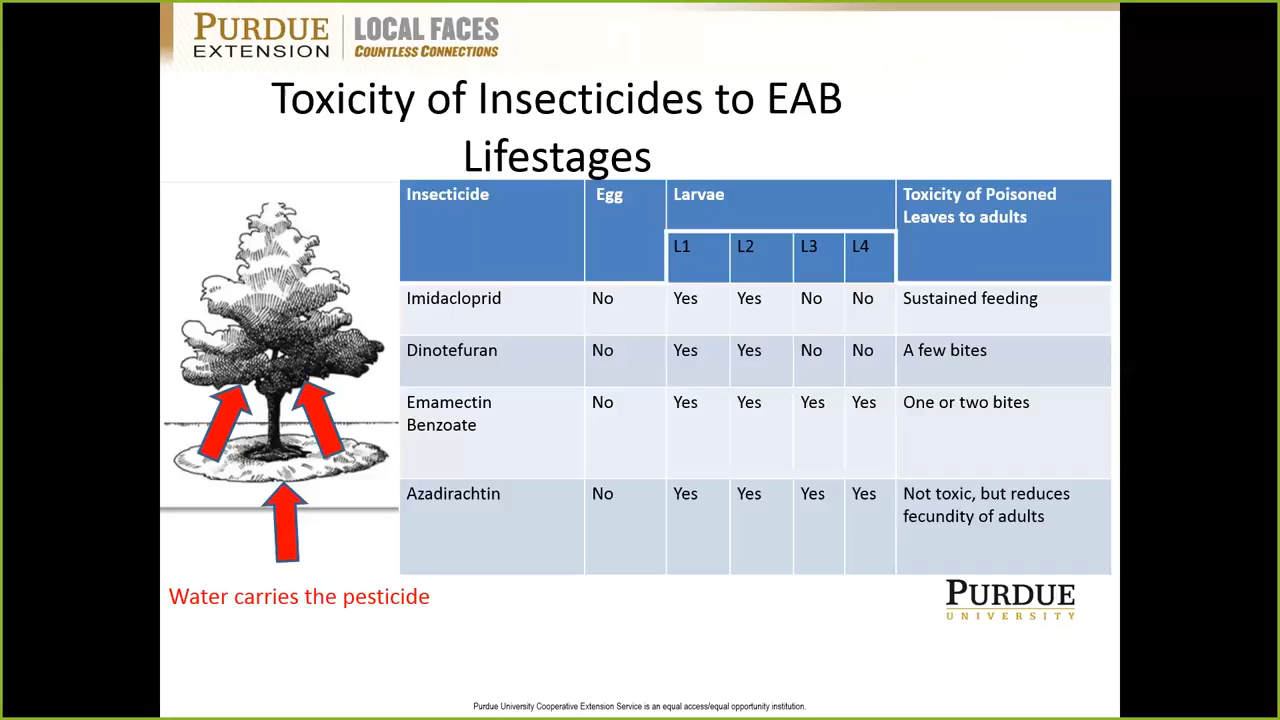 PURDUE EXTENSION
LOCAL FACES
COUNTLESS CONNECTIONS
Toxicity of Insecticides to EAB
Lifestages
Insecticide Egg Larvae Toxicity of Poisoned
Leaves to adults
L1 L2 L3 L4
Imidacloprid No Yes Yes No No Sustained feeding
Dinotefuran No Yes Yes No No A few bites
Emamectin No Yes Yes Yes Yes One or two bites
Benzoate
Azadirachtin No Yes Yes Yes Yes Not toxic, but reduces
fecundity of adults
Water carries the pesticide
PURDUE
UNIVERSITY
Purdue University Cooperative Extension Service is an equal access/equal opportunity institution.